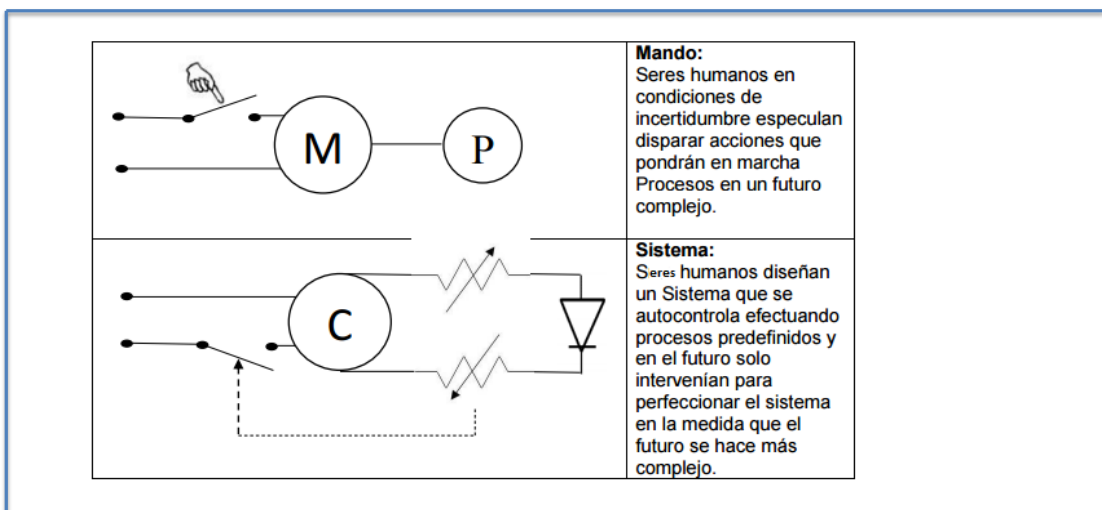 M
P
Mando:
Seres humanos en
condiciones de
incertidumbre especulan
disparar acciones que
pondrán en marcha
Procesos en un futuro
complejo.
C
Sistema:
Seres humanos diseñan
un Sistema que se
autocontrola efectuando
procesos predefinidos y
en el futuro solo
intervenían para
perfeccionar el sistema
en la medida que el
futuro se hace más
complejo.